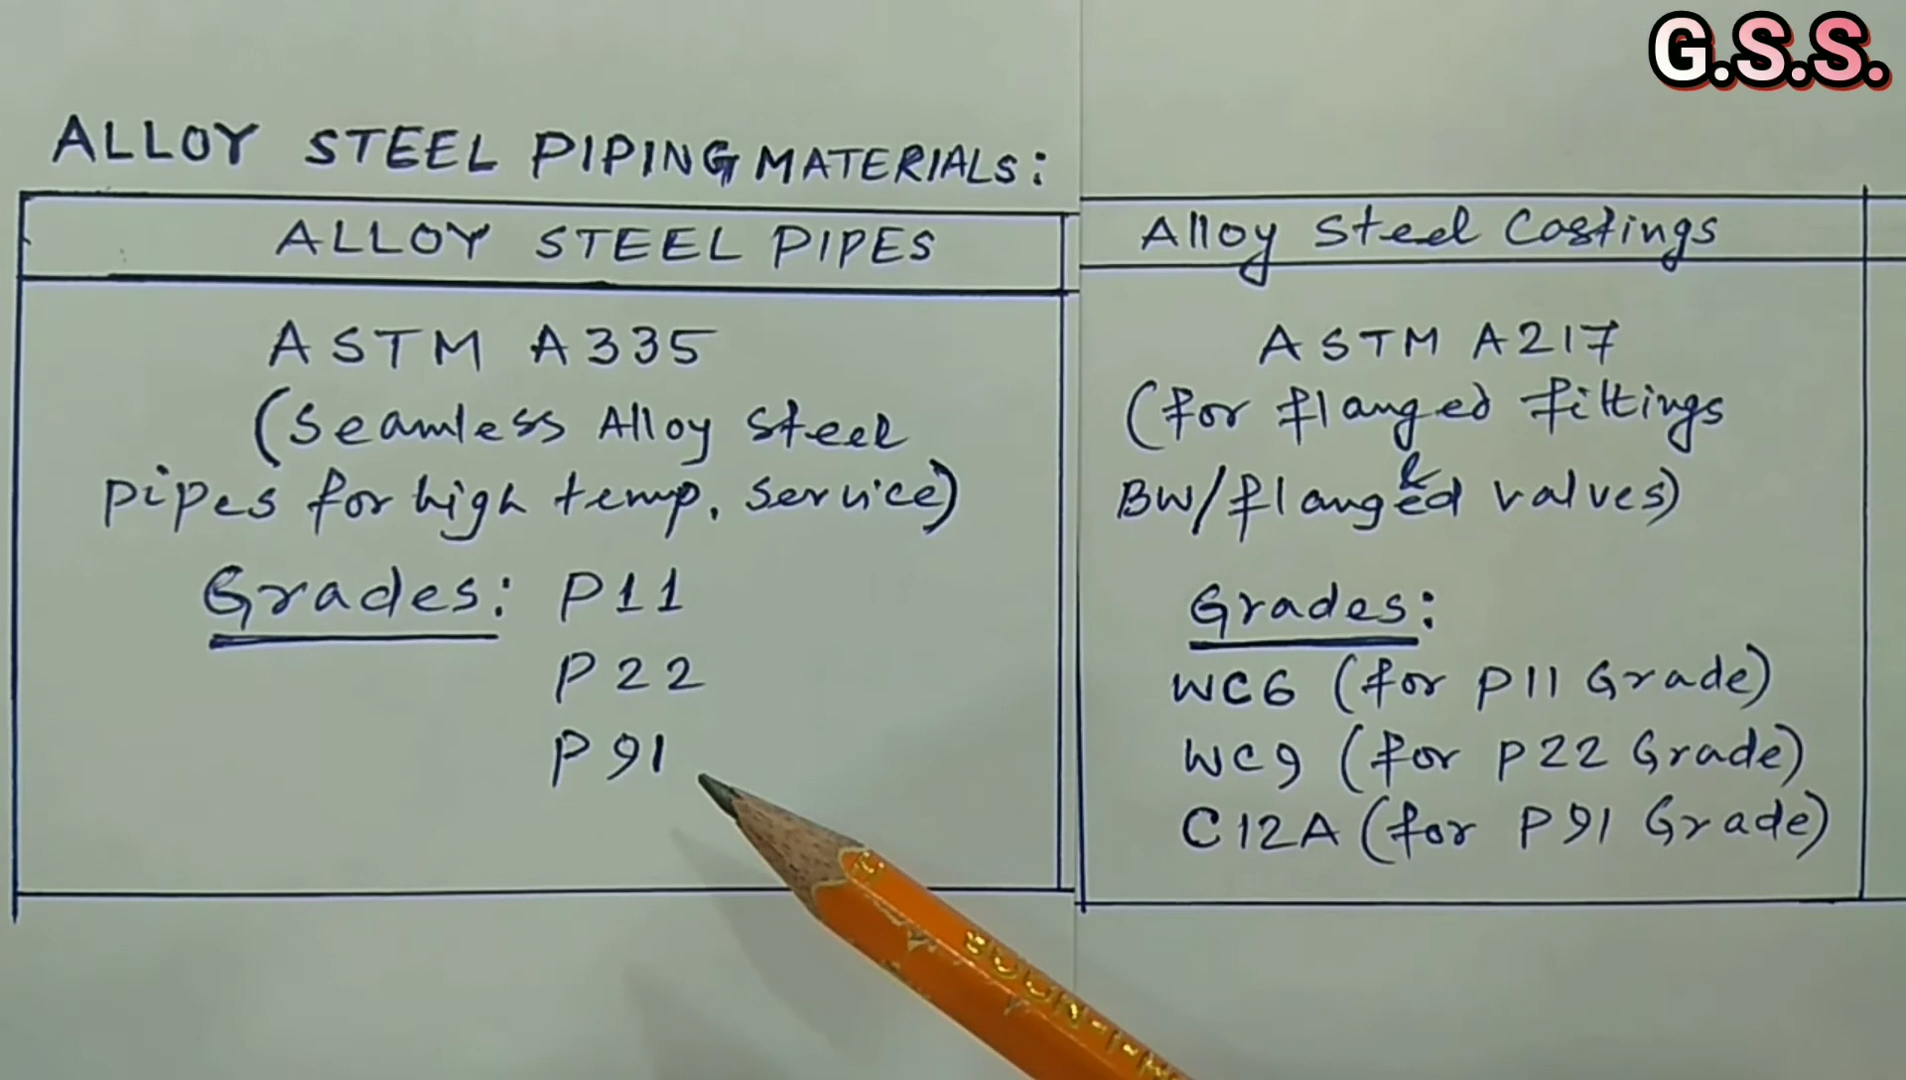 G.S.S.
ALLOY STEEL PIPING MATERIALS:
ALLOY STEEL PIPES
ASTM A335
(Seamless Alloy steel
pipes for high temp. service)
Grades: P11
P22
P91
Alloy Steel Castings
ASTM A217
(for flanged fittings
&
BW/flanged valves)
Grades:
WC6 (for P11 Grade)
WC9 (for P22 Grade)
C12A (for P91 Grade)